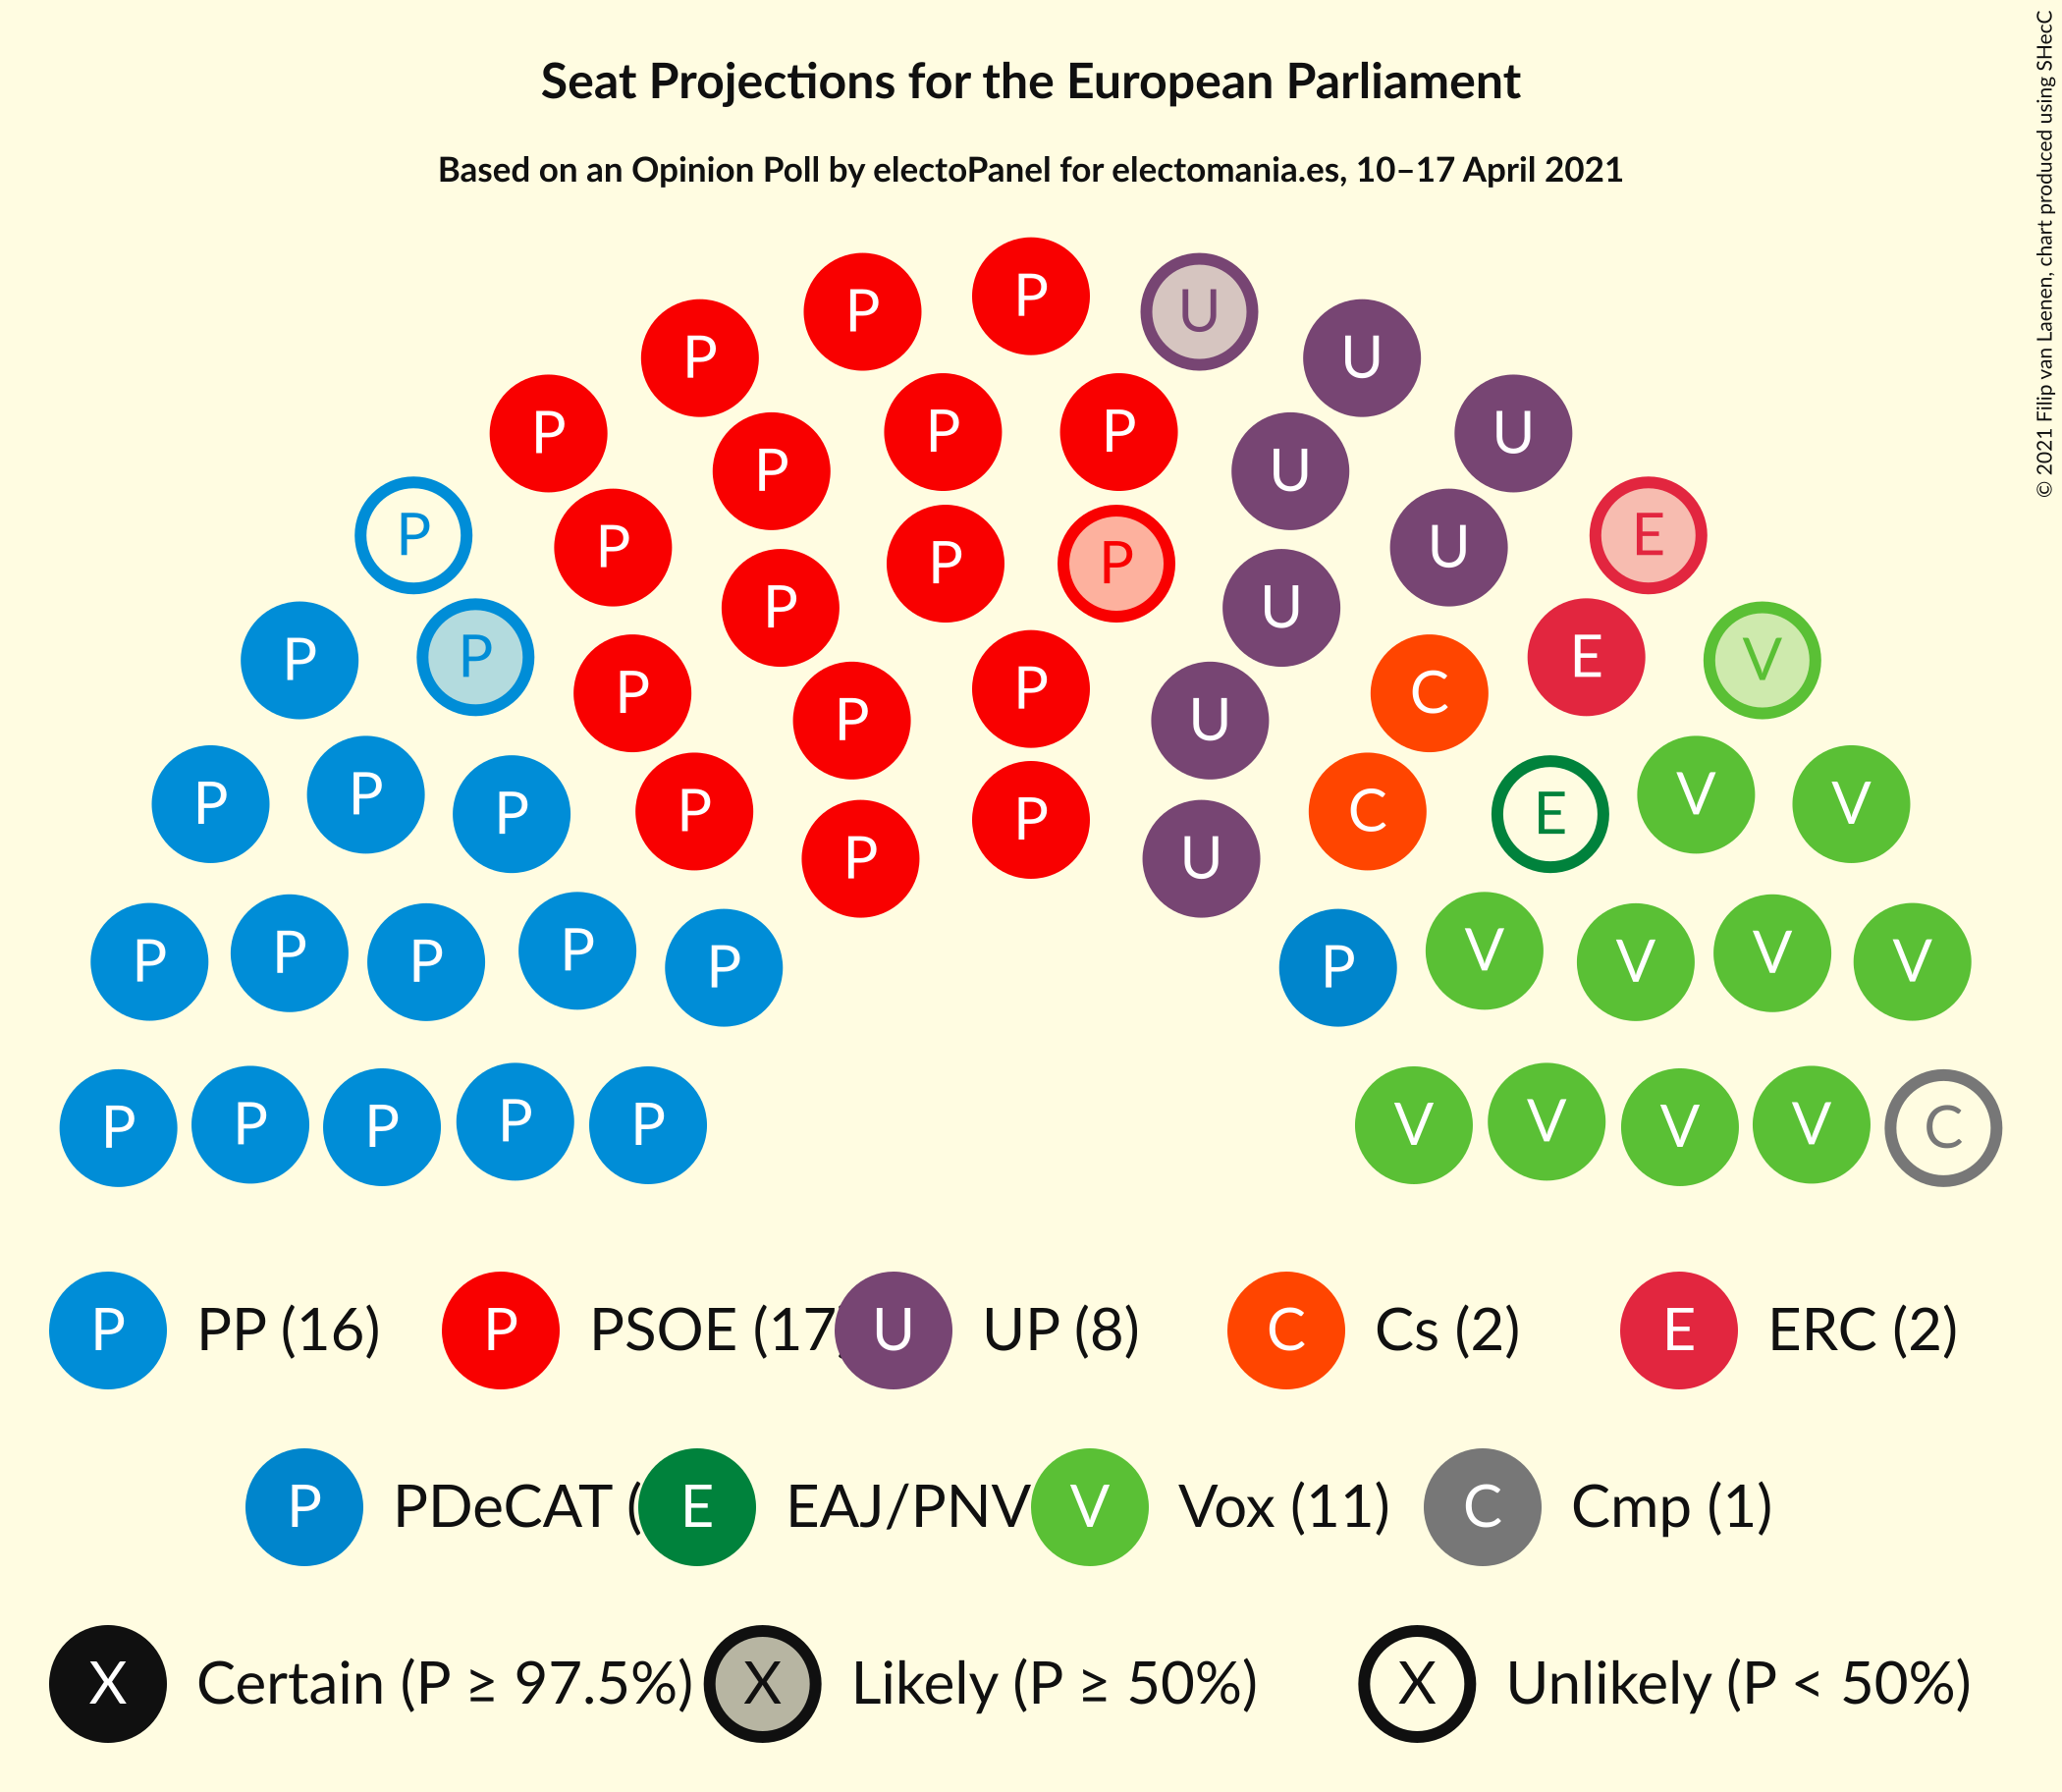 Seat Projections for the European Parliament
Based on an Opinion Poll by electoPanel for electomania.es, 10–17 April 2021
© 2021 Filip van Laenen, chart produced using SHecC
P
P P U
P U
P P P U
P P U
P U
P P P E
P P U
P U
P P V
P P E
P C
P P U
P P V
P P V
P P E
P C
P U
P P P P P P V V V V
P P P P P V V V V C
P PP (16) P PSOE (17 U UP (8) C Cs (2) E ERC (2)
P PDeCAT ( E EAJ/PNV V Vox (11) C Cmp (1)
X Certain (P ≥ 97.5%) X Likely (P ≥ 50%) X Unlikely (P < 50%)